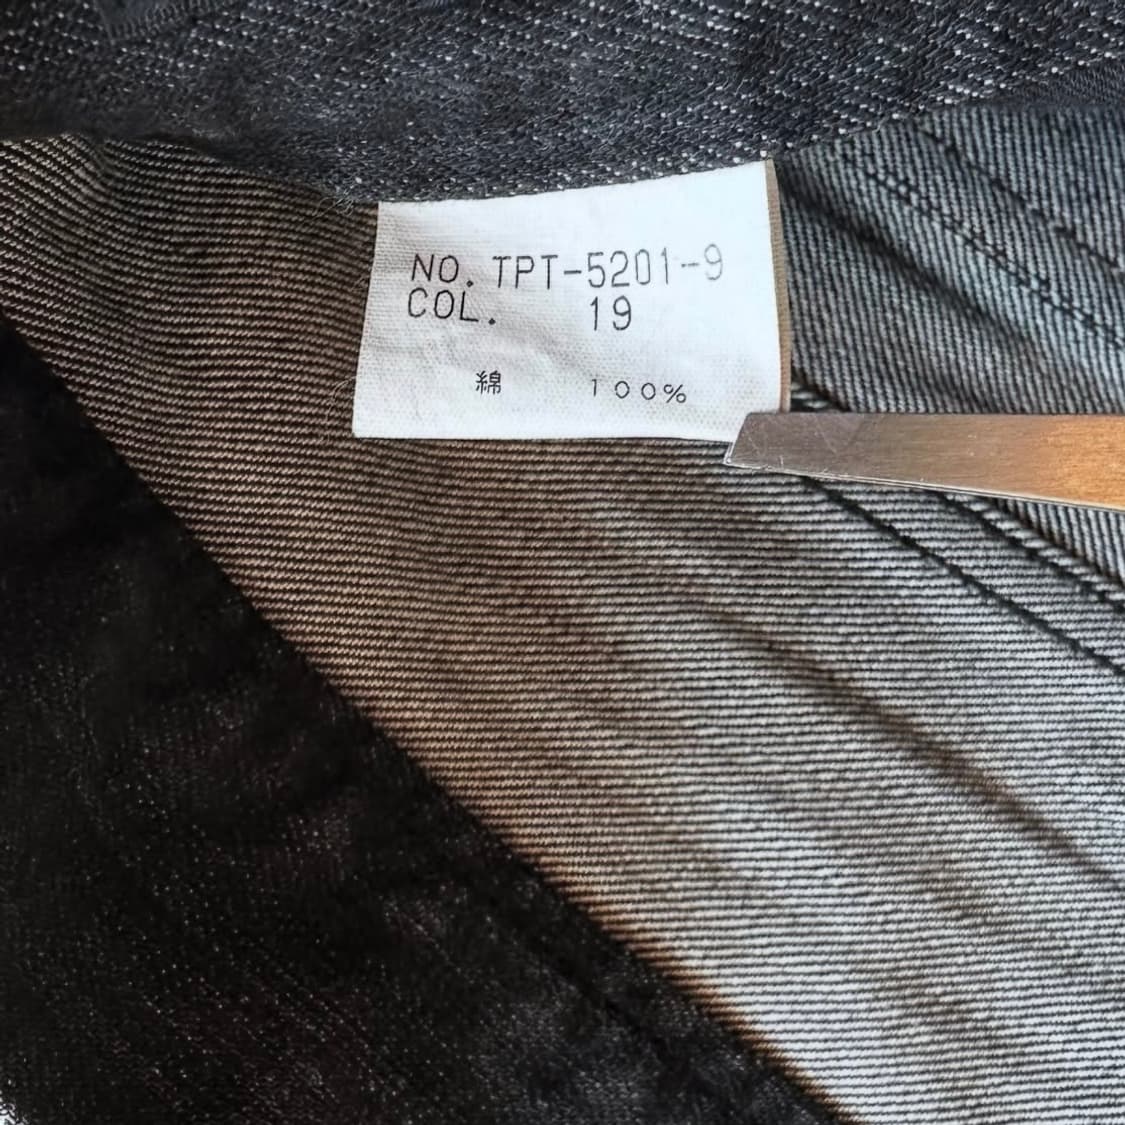 NO. TPT-5201-9
COL. 19
綿 100%